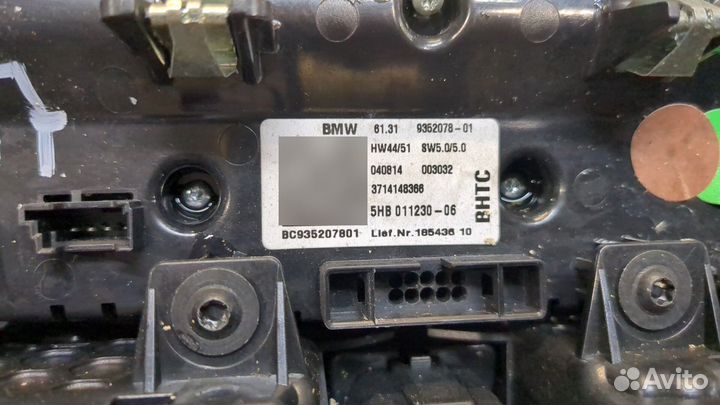 BMW 61.31 9352078-01
HW44/51 SW5.0/5.0
040814 003032
3714148366
5HB 011230-06
BC935207801 Lief.Nr.185436 10
BHTC
Avito